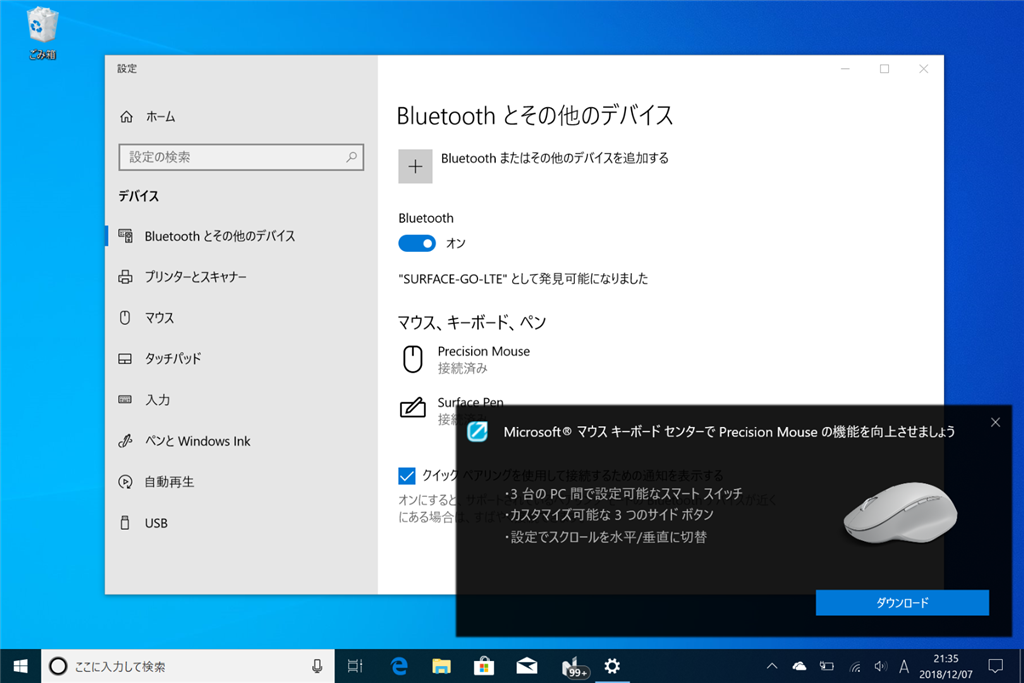 ごみ箱
設定
ホーム
設定の検索
デバイス
Bluetooth とその他のデバイス
プリンターとスキャナー
マウス
タッチパッド
入力
ペンと Windows Ink
自動再生
USB
Bluetooth とその他のデバイス
Bluetooth またはその他のデバイスを追加する
Bluetooth
オン
"SURFACE-GO-LTE" として発見可能になりました
マウス、キーボード、ペン
Precision Mouse
接続済み
Surface Pen
接続済み
クイック ペアリングを使用して接続するための通知を表示する
オンにすると、サポート
デバイスが近く
にある場合は、すばや
Microsoft® マウス キーボード センターで Precision Mouse の機能を向上させましょう
・3 台の PC 間で設定可能なスマート スイッチ
・カスタマイズ可能な 3 つのサイド ボタン
・設定でスクロールを水平/垂直に切替
ダウンロード
ここに入力して検索
99+
A
21:35
2018/12/07